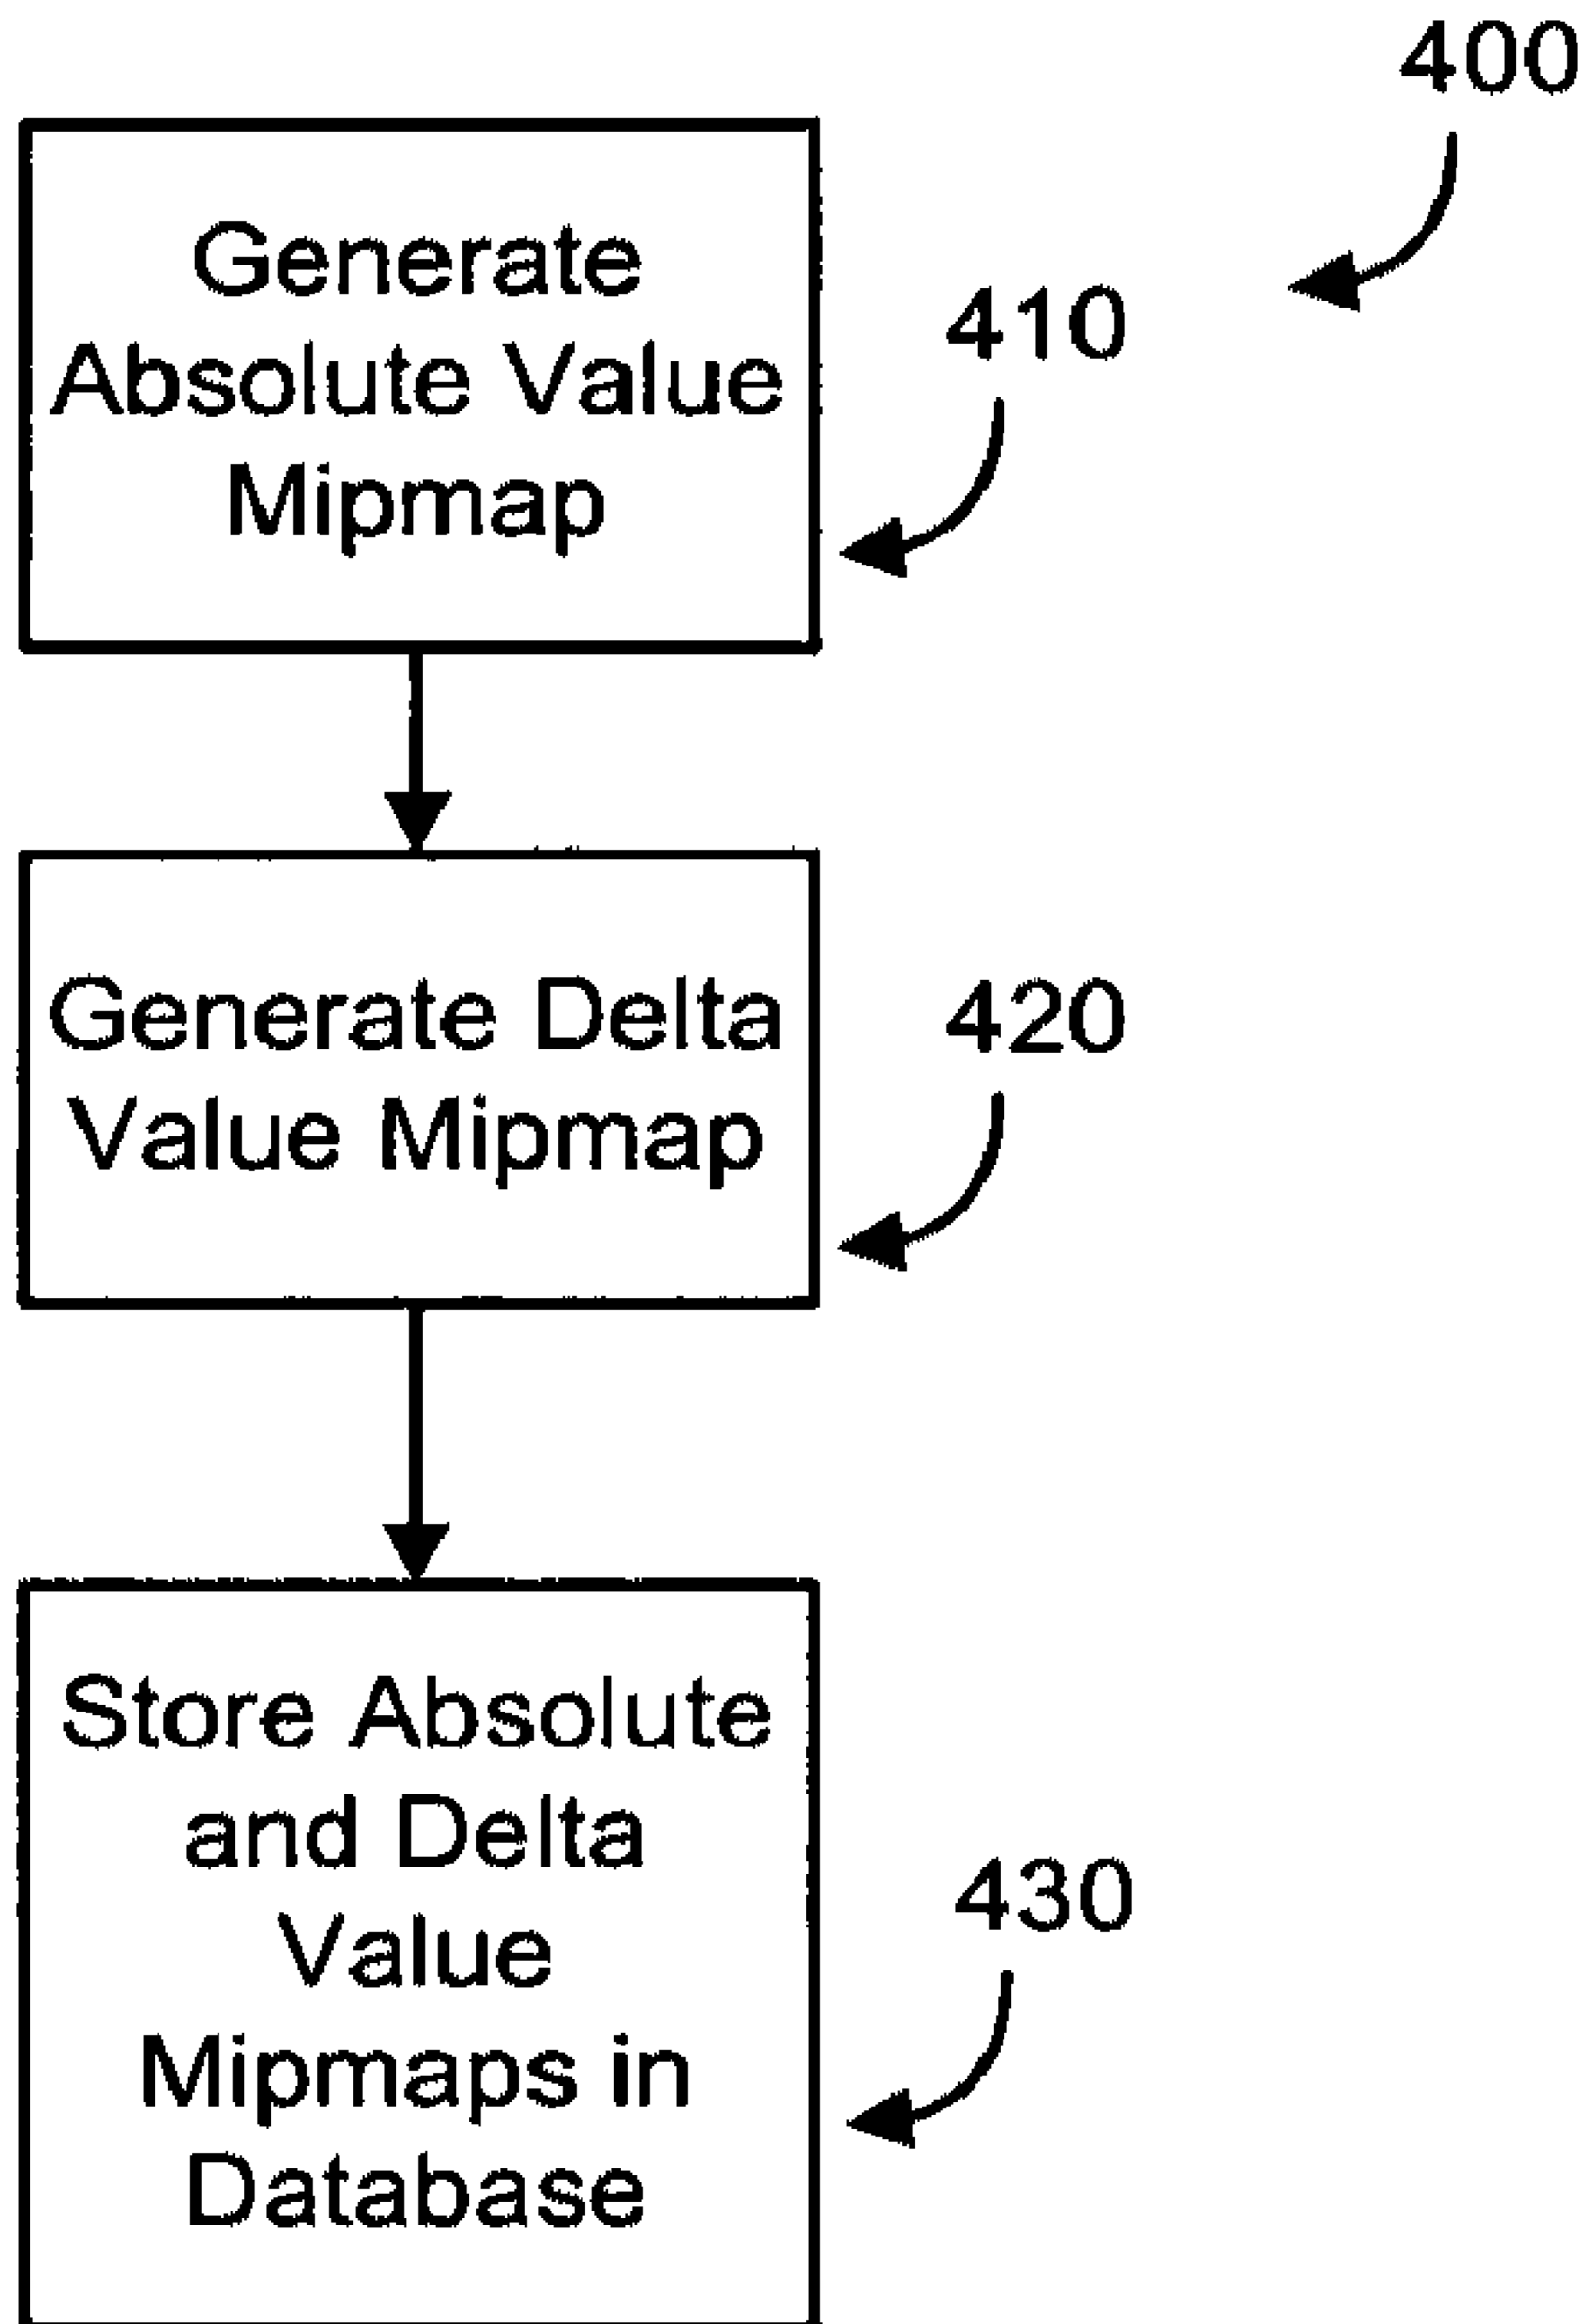 400
Generate
Absolute Value
Mipmap
410
Generate Delta
Value Mipmap
420
Store Absolute
and Delta
Value
Mipmaps in
Database
430